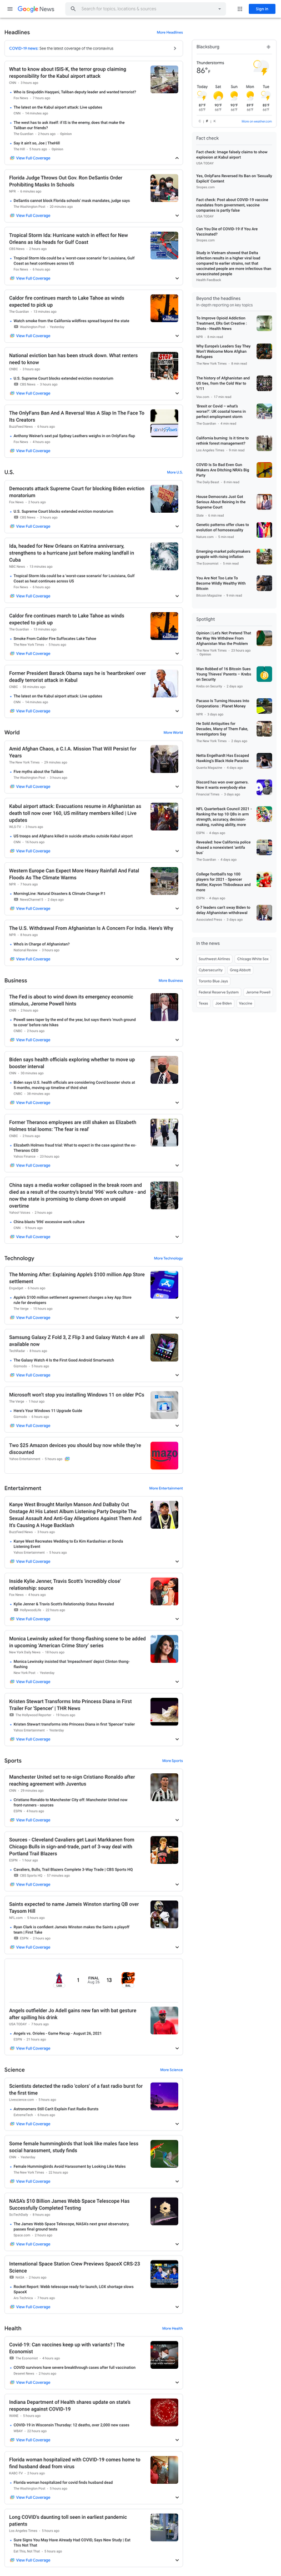 Google News
Search for topics, locations & sources
Sign in
Headlines
More Headlines
COVID-19 news: See the latest coverage of the coronavirus
What to know about ISIS-K, the terror group claiming
responsibility for the Kabul airport attack
Who is Sirajuddin Haqqani, Taliban deputy leader and wanted terrorist?
The latest on the Kabul airport attack: Live updates
The west has to ask itself: if IS is the enemy, does that make the
Taliban our friends?
Say it ain't so, Joe | TheHill
View Full Coverage
Florida Judge Throws Out Gov. Ron DeSantis Order
Prohibiting Masks In Schools
DeSantis cannot block Florida schools' mask mandates, judge says
View Full Coverage
Tropical Storm Ida: Hurricane watch in effect for New
Orleans as Ida heads for Gulf Coast
Tropical Storm Ida could be a 'worst-case scenario' for Louisiana, Gulf
Coast as next continues across US
View Full Coverage
Caldor fire continues march to Lake Tahoe as winds
expected to pick up
Watch smoke from the California wildfires spread beyond the state
View Full Coverage
National eviction ban has been struck down. What renters
need to know
U.S. Supreme Court blocks extended eviction moratorium
View Full Coverage
The OnlyFans Ban And A Reversal Was A Slap In The Face To
Its Creators
Anthony Weiner's sext pal Sydney Leathers weighs in on OnlyFans flap
View Full Coverage
U.S.
More U.S.
Democrats attack Supreme Court for blocking Biden eviction
moratorium
U.S. Supreme Court blocks extended eviction moratorium
View Full Coverage
Ida, headed for New Orleans on Katrina anniversary,
strengthens to a hurricane just before making landfall in
Cuba
Tropical Storm Ida could be a 'worst-case scenario' for Louisiana, Gulf
Coast as next continues across US
View Full Coverage
Caldor fire continues march to Lake Tahoe as winds
expected to pick up
Smoke From Caldor Fire Suffocates Lake Tahoe
View Full Coverage
Former President Barack Obama says he is 'heartbroken' over
deadly terrorist attack in Kabul
The latest on the Kabul airport attack: Live updates
View Full Coverage
World
More World
Amid Afghan Chaos, a C.I.A. Mission That Will Persist for
Years
Five myths about the Taliban
View Full Coverage
Kabul airport attack: Evacuations resume in Afghanistan as
death toll now over 160, US military members killed | Live
updates
US troops and Afghans killed in suicide attacks outside Kabul airport
View Full Coverage
Western Europe Can Expect More Heavy Rainfall And Fatal
Floods As The Climate Warms
MorningLine: Natural Disasters & Climate Change P.1
View Full Coverage
The U.S. Withdrawal From Afghanistan Is A Concern For India. Here's Why
Who's in Charge of Afghanistan?
View Full Coverage
Business
More Business
The Fed is about to wind down its emergency economic
stimulus, Jerome Powell hints
Powell sees taper by the end of the year, but says there's 'much ground
to cover' before rate hikes
View Full Coverage
Biden says health officials exploring whether to move up
booster interval
Biden says U.S. health officials are considering Covid booster shots at
5 months, moving up timeline of third shot
View Full Coverage
Former Theranos employees are still shaken as Elizabeth
Holmes trial looms: 'The fear is real'
Elizabeth Holmes fraud trial: What to expect in the case against the ex-
Theranos CEO
View Full Coverage
China says a media worker collapsed in the break room and
died as a result of the country's brutal '996' work culture - and
now the state is promising to clamp down on unpaid
overtime
China blasts '996' excessive work culture
View Full Coverage
Technology
More Technology
The Morning After: Explaining Apple's $100 million App Store
settlement
Apple's $100 million settlement agreement changes a key App Store
rule for developers
View Full Coverage
Samsung Galaxy Z Fold 3, Z Flip 3 and Galaxy Watch 4 are all
available now
The Galaxy Watch 4 Is the First Good Android Smartwatch
View Full Coverage
Microsoft won't stop you installing Windows 11 on older PCs
Here's Your Windows 11 Upgrade Guide
View Full Coverage
Two $25 Amazon devices you should buy now while they're
discounted
Entertainment
More Entertainment
Kanye West Brought Marilyn Manson And DaBaby Out
Onstage At His Latest Album Listening Party Despite The
Sexual Assault And Anti-Gay Allegations Against Them And
It's Causing A Huge Backlash
Kanye West Recreates Wedding to Ex Kim Kardashian at Donda
Listening Event
View Full Coverage
Inside Kylie Jenner, Travis Scott's 'incredibly close'
relationship: source
Kylie Jenner & Travis Scott's Relationship Status Revealed
View Full Coverage
Monica Lewinsky asked for thong-flashing scene to be added
in upcoming 'American Crime Story' series
Monica Lewinsky insisted that 'Impeachment' depict Clinton thong-
flashing
View Full Coverage
Kristen Stewart Transforms Into Princess Diana in First
Trailer For 'Spencer' | THR News
Kristen Stewart transforms into Princess Diana in first 'Spencer' trailer
View Full Coverage
Sports
More Sports
Manchester United set to re-sign Cristiano Ronaldo after
reaching agreement with Juventus
Cristiano Ronaldo to Manchester City off: Manchester United now
front-runners - sources
View Full Coverage
Sources - Cleveland Cavaliers get Lauri Markkanen from
Chicago Bulls in sign-and-trade, part of 3-way deal with
Portland Trail Blazers
Cavaliers, Bulls, Trail Blazers Complete 3-Way Trade | CBS Sports HQ
View Full Coverage
Saints expected to name Jameis Winston starting QB over
Taysom Hill
Ryan Clark is confident Jameis Winston makes the Saints a playoff
team | First Take
View Full Coverage
1
FINAL
Aug 26
13
Angels outfielder Jo Adell gains new fan with bat gesture
after spilling his drink
Angels vs. Orioles - Game Recap - August 26, 2021
View Full Coverage
Science
More Science
Scientists detected the radio 'colors' of a fast radio burst for
the first time
Astronomers Still Can't Explain Fast Radio Bursts
View Full Coverage
Some female hummingbirds that look like males face less
social harassment, study finds
Female Hummingbirds Avoid Harassment by Looking Like Males
View Full Coverage
NASA's $10 Billion James Webb Space Telescope Has
Successfully Completed Testing
The James Webb Space Telescope, NASA's next great observatory,
passes final ground tests
View Full Coverage
International Space Station Crew Previews SpaceX CRS-23
Science
Rocket Report: Webb telescope ready for launch, LOX shortage slows
SpaceX
View Full Coverage
Health
More Health
Covid-19: Can vaccines keep up with variants? | The
Economist
COVID survivors have severe breakthrough cases after full vaccination
View Full Coverage
Indiana Department of Health shares update on state's
response against COVID-19
COVID-19 in Wisconsin Thursday: 12 deaths, over 2,000 new cases
View Full Coverage
Florida woman hospitalized with COVID-19 comes home to
find husband dead from virus
Florida woman hospitalized for covid finds husband dead
View Full Coverage
Long COVID's daunting toll seen in earliest pandemic
patients
Sure Signs You May Have Already Had COVID, Says New Study | Eat
This Not That
View Full Coverage
Blacksburg
Thunderstorms
86°F
Today Sat Sun Mon Tue
Fact check
Fact check: Image falsely claims to show
explosion at Kabul airport
Yes, OnlyFans Reversed Its Ban on 'Sexually
Explicit' Content
Fact check: Post about COVID-19 vaccine
mandates from government, vaccine
companies is partly false
Can You Die of COVID-19 if You Are
Vaccinated?
Study in Vietnam showed that Delta
infection results in a higher viral load
compared to earlier strains, not that
vaccinated people are more infectious than
unvaccinated people
Beyond the headlines
In-depth reporting on key topics
To Improve Opioid Addiction
Treatment, ERs Get Creative :
Shots - Health News
Why Europe's Leaders Say They
Won't Welcome More Afghan
Refugees
The history of Afghanistan and
US ties, from the Cold War to
9/11
'Brexit or Covid – what's
worse?': UK coastal towns in
perfect employment storm
California burning: Is it time to
rethink forest management?
COVID Is So Bad Even Gun
Makers Are Ditching NRA's Big
Party
House Democrats Just Got
Serious About Reining In the
Supreme Court
Genetic patterns offer clues to
evolution of homosexuality
Emerging-market policymakers
grapple with rising inflation
You Are Not Too Late To
Become Wildly Wealthy With
Bitcoin
Spotlight
Opinion | Let's Not Pretend That
the Way We Withdrew From
Afghanistan Was the Problem
Man Robbed of 16 Bitcoin Sues
Young Thieves' Parents – Krebs
on Security
Pecans Is Turning Houses Into
Corporations : Planet Money
He Sold Antiquities for
Decades, Many of Them Fake,
Investigators Say
Netta Engelhardt Has Escaped
Hawking's Black Hole Paradox
Discord has won over gamers.
Now it wants everybody else
NFL Quarterback Council 2021 -
Ranking the top 10 QBs in arm
strength, accuracy, decision-
making, rushing ability, more
Revealed: how California police
chased a nonexistent 'antifa
bus'
College football's top 100
players for 2021 - Spencer
Rattler, Kayvon Thibodeaux and
more
G-7 leaders can't sway Biden to
delay Afghanistan withdrawal
In the news
Southwest Airlines
Chicago White Sox
Cybersecurity
Greg Abbott
Toronto Blue Jays
Federal Reserve System
Jerome Powell
Texas
Joe Biden
Vaccine